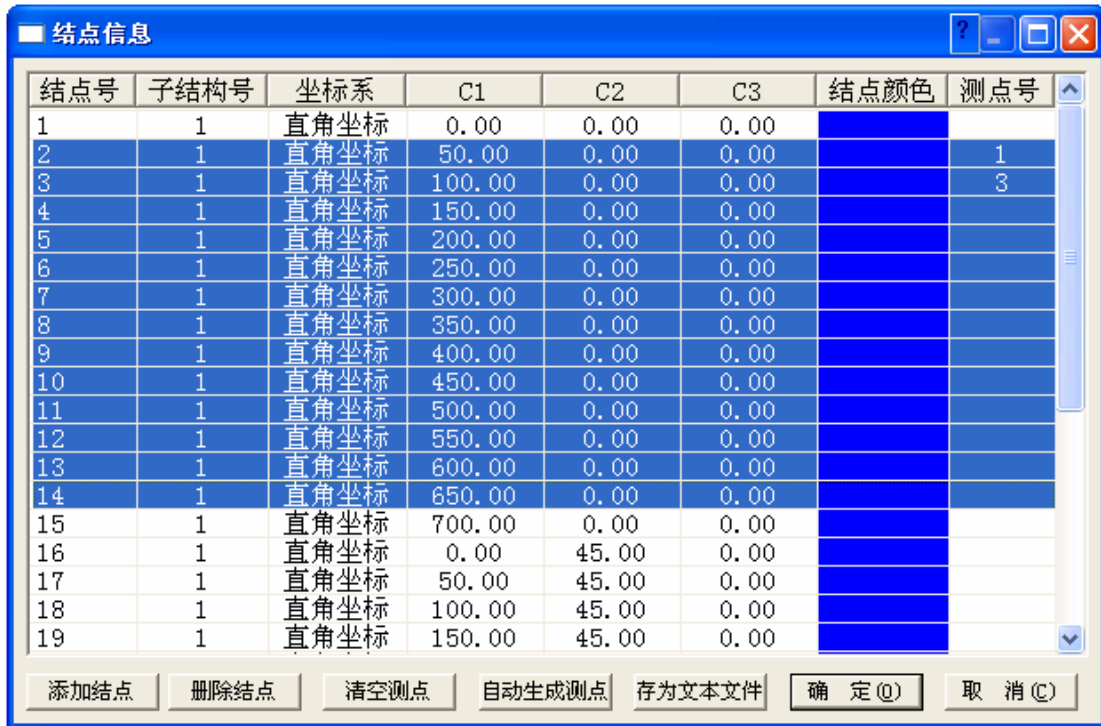 结点信息
结点号 子结构号 坐标系 C1 C2 C3 结点颜色 测点号
1 1 直角坐标 0.00 0.00 0.00
2 1 直角坐标 50.00 0.00 0.00 1
3 1 直角坐标 100.00 0.00 0.00 3
4 1 直角坐标 150.00 0.00 0.00
5 1 直角坐标 200.00 0.00 0.00
6 1 直角坐标 250.00 0.00 0.00
7 1 直角坐标 300.00 0.00 0.00
8 1 直角坐标 350.00 0.00 0.00
9 1 直角坐标 400.00 0.00 0.00
10 1 直角坐标 450.00 0.00 0.00
11 1 直角坐标 500.00 0.00 0.00
12 1 直角坐标 550.00 0.00 0.00
13 1 直角坐标 600.00 0.00 0.00
14 1 直角坐标 650.00 0.00 0.00
15 1 直角坐标 700.00 0.00 0.00
16 1 直角坐标 0.00 45.00 0.00
17 1 直角坐标 50.00 45.00 0.00
18 1 直角坐标 100.00 45.00 0.00
19 1 直角坐标 150.00 45.00 0.00
添加结点 删除结点 清空测点 自动生成测点 存为文本文件 确 定(O) 取 消(C)